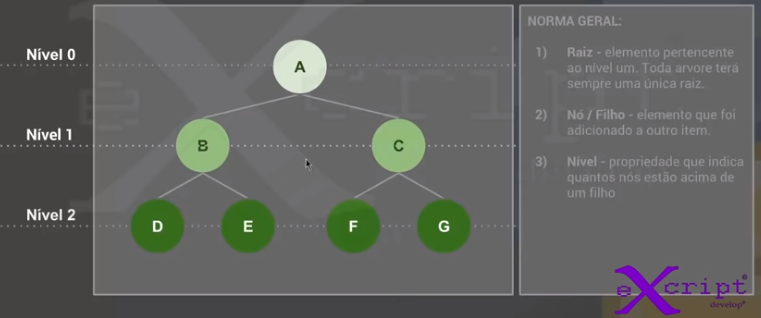 Nível 0
Nível 1
Nível 2
A
B
C
D
E
F
G
NORMA GERAL:
1) Raiz - elemento pertencente
ao nível um. Toda arvore terá
sempre uma única raiz.
2) Nó / Filho - elemento que foi
adicionado a outro item.
3) Nível - propriedade que indica
quantos nós estão acima de
um filho
eXcript
develop®